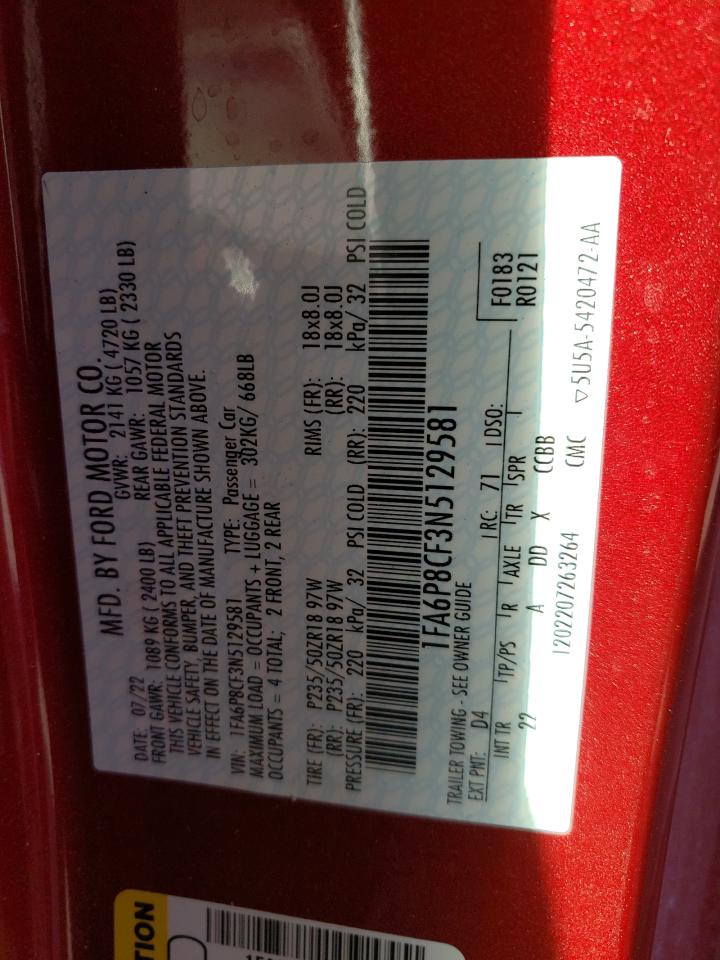 MFD. BY FORD MOTOR CO.
DATE: 07/22 GVWR: 2141 KG ( 4720 LB)
FRONT GAWR: 1089 KG ( 2400 LB) REAR GAWR: 1057 KG ( 2330 LB)
THIS VEHICLE CONFORMS TO ALL APPLICABLE FEDERAL MOTOR
VEHICLE SAFETY, BUMPER, AND THEFT PREVENTION STANDARDS
IN EFFECT ON THE DATE OF MANUFACTURE SHOWN ABOVE.
VIN: 1FA6P8CF3N5129581 TYPE: Passenger Car
MAXIMUM LOAD = OCCUPANTS + LUGGAGE = 302KG/ 668LB
OCCUPANTS = 4 TOTAL; 2 FRONT, 2 REAR
TIRE (FR): P235/50ZR18 97W RIMS (FR): 18x8.0J
(RR): P235/50ZR18 97W (RR): 18x8.0J
PRESSURE (FR): 220 kPa/ 32 PSI COLD (RR): 220 kPa/ 32 PSI COLD
1FA6P8CF3N5129581
TRAILER TOWING - SEE OWNER GUIDE
EXT PNT: D4 RC: 71 DSO:
INT TR TP/PS R AXLE TR SPR F0183
22 A DD X CCBB R0121
1202207263264 CMC ▽5U5A-5420472-AA
TION